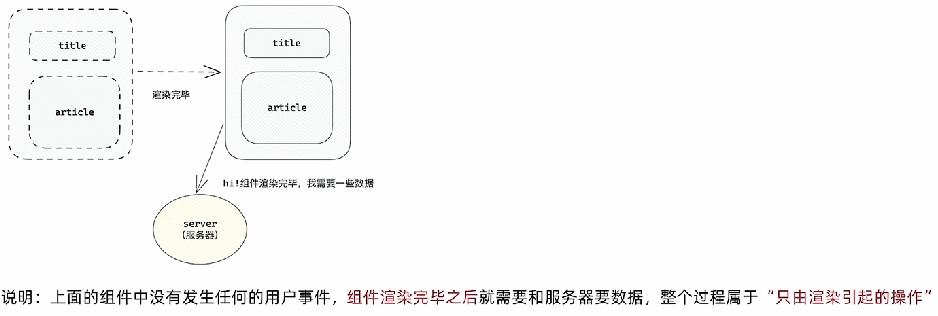 title
title
article
article
渲染完毕
hi!组件渲染完毕，我需要一些数据
server
(服务器)
说明：上面的组件中没有发生任何的用户事件，组件渲染完毕之后就需要和服务器要数据，整个过程属于“只由渲染引起的操作”